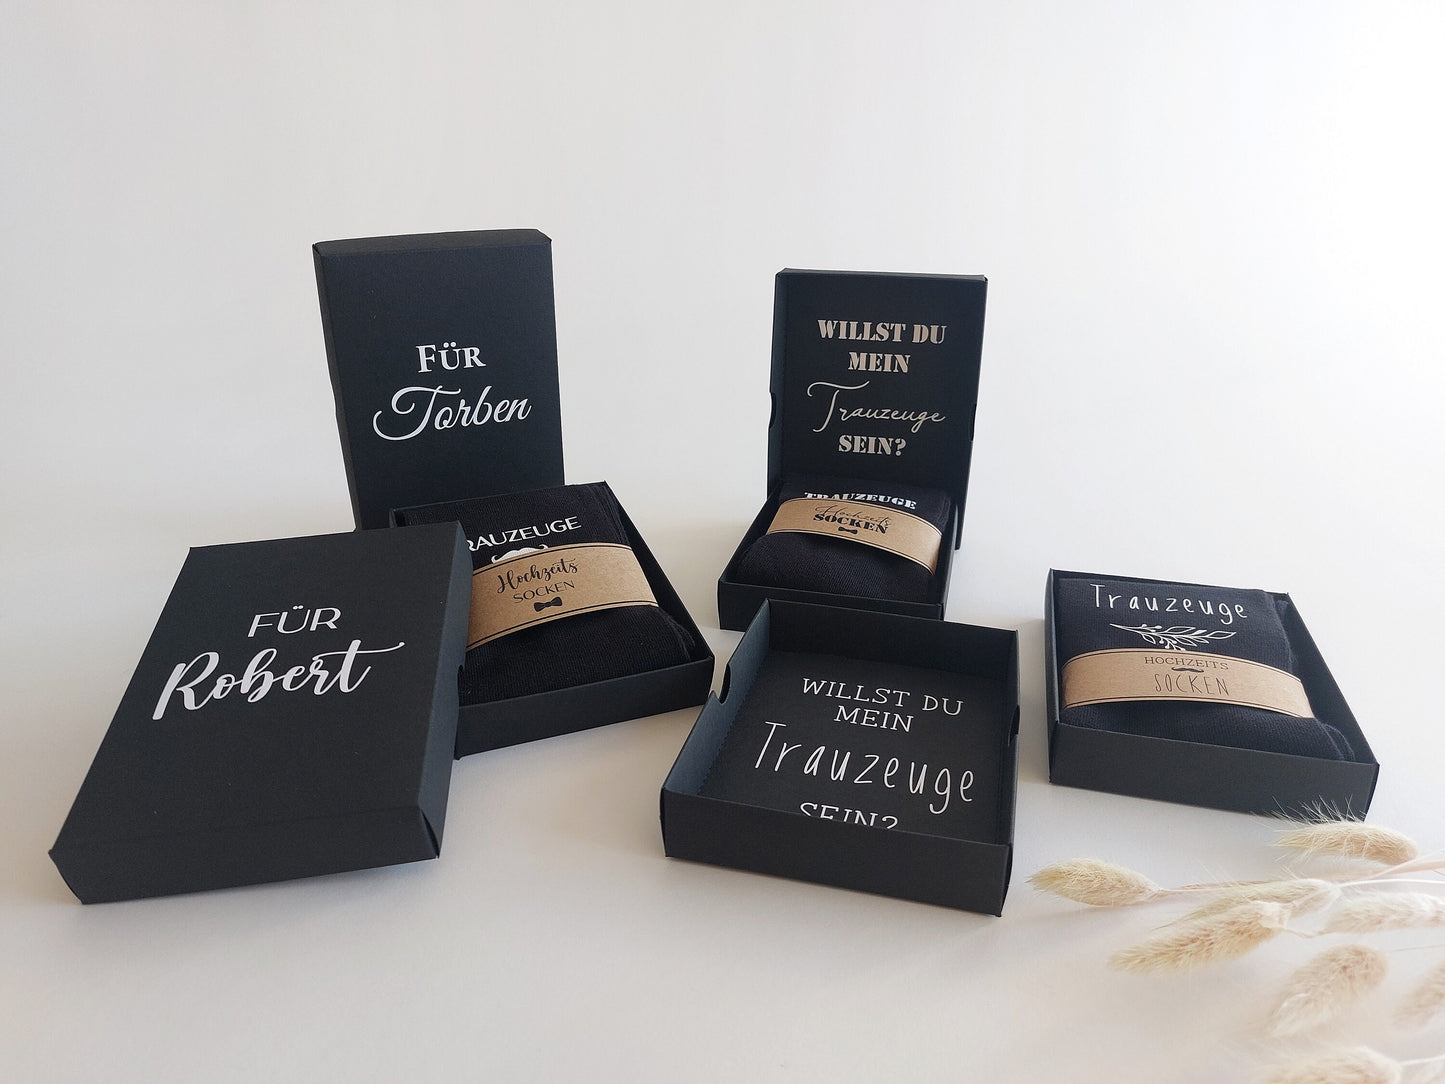 FÜR
Torben
WILLST DU
MEIN
Trauzeuge
SEIN?
TRAUZEUGE
Hochzeits
SOCKEN
RAUZEUGE
Hochzeits
SOCKEN
FÜR
Robert
Trauzeuge
HOCHZEITS
SOCKEN
WILLST DU
MEIN
Trauzeuge
SEIN?